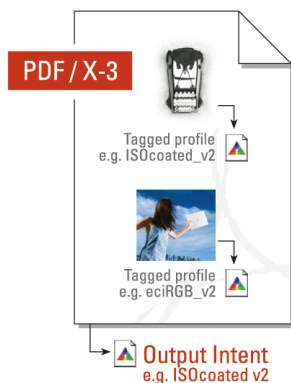 PDF/X-3
Tagged profile
e.g. ISOcoated_v2
Tagged profile
e.g. eciRGB_v2
Output Intent
e.g. ISOcoated v2